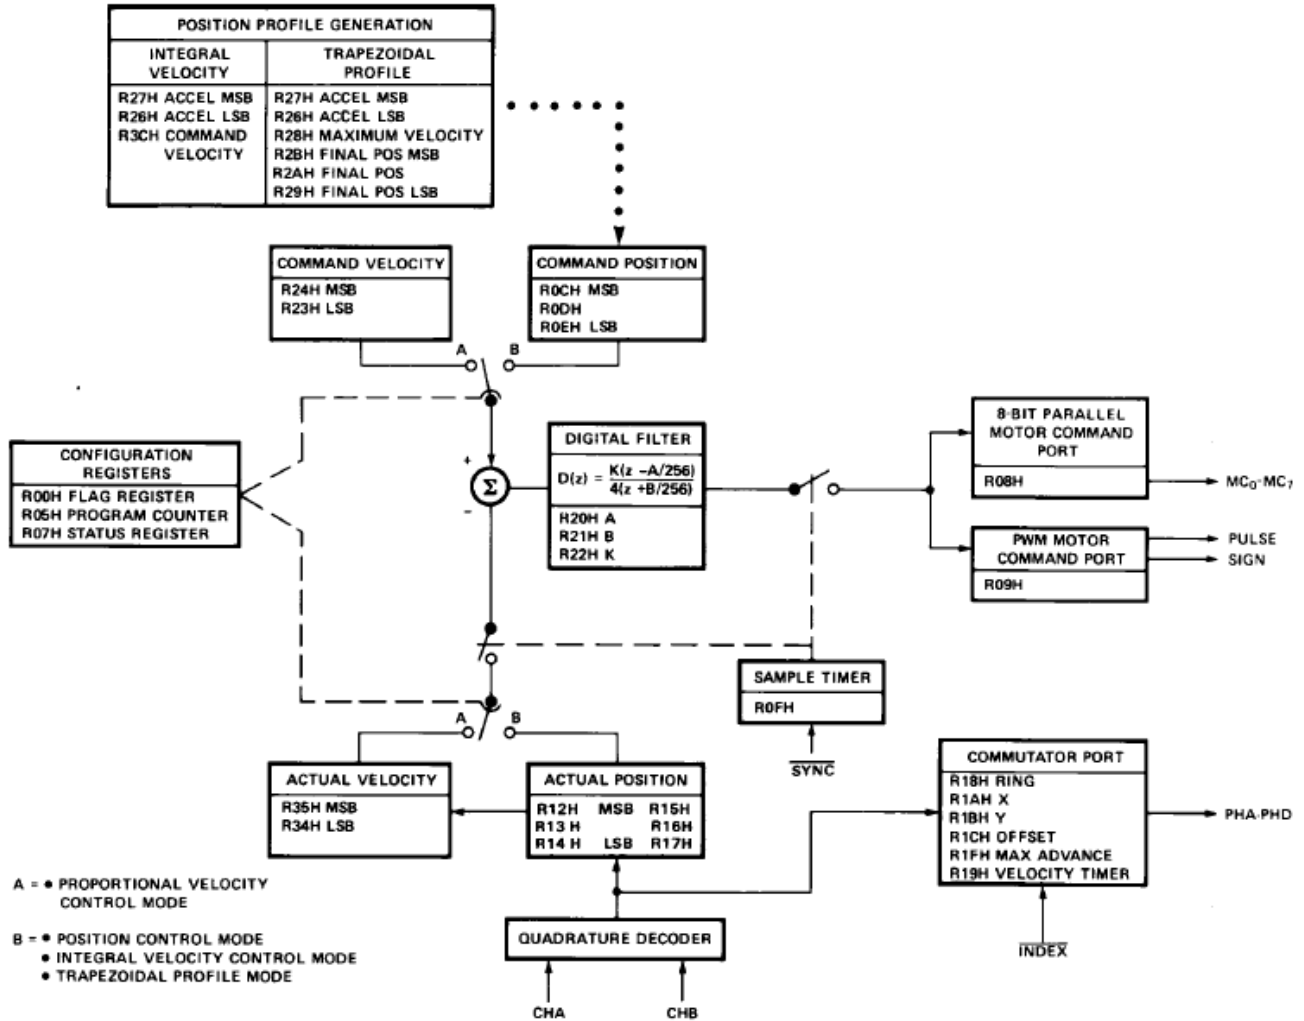 POSITION PROFILE GENERATION
INTEGRAL VELOCITY
TRAPEZOIDAL PROFILE
R27H ACCEL MSB
R26H ACCEL LSB
R3CH COMMAND
VELOCITY
R27H ACCEL MSB
R26H ACCEL LSB
R28H MAXIMUM VELOCITY
R2BH FINAL POS MSB
R2AH FINAL POS
R29H FINAL POS LSB
COMMAND VELOCITY
R24H MSB
R23H LSB
COMMAND POSITION
R0CH MSB
R0DH
R0EH LSB
A
B
CONFIGURATION
REGISTERS
R00H FLAG REGISTER
R05H PROGRAM COUNTER
R07H STATUS REGISTER
+
Σ
−
DIGITAL FILTER
D(z) = K(z -A/256) / 4(z +B/256)
R20H A
R21H B
R22H K
8-BIT PARALLEL
MOTOR COMMAND
PORT
R08H
MC0-MC7
PWM MOTOR
COMMAND PORT
R09H
PULSE
SIGN
SAMPLE TIMER
R0FH
SYNC
A
B
ACTUAL VELOCITY
R35H MSB
R34H LSB
ACTUAL POSITION
R12H MSB R15H
R13H R16H
R14H LSB R17H
COMMUTATOR PORT
R18H RING
R1AH X
R1BH Y
R1CH OFFSET
R1FH MAX ADVANCE
R19H VELOCITY TIMER
PHA-PHD
INDEX
QUADRATURE DECODER
CHA
CHB
A = • PROPORTIONAL VELOCITY
CONTROL MODE
B = • POSITION CONTROL MODE
• INTEGRAL VELOCITY CONTROL MODE
• TRAPEZOIDAL PROFILE MODE